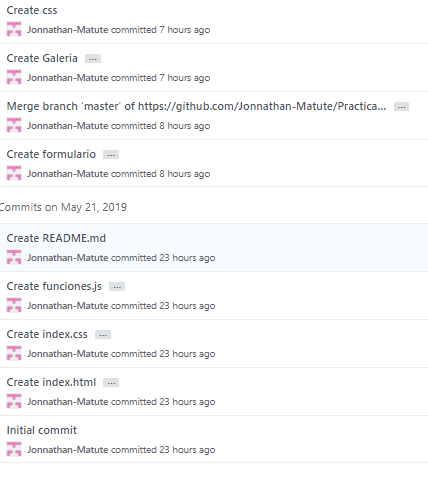 Create css
Jonnathan-Matute committed 7 hours ago
Create Galeria ...
Jonnathan-Matute committed 7 hours ago
Merge branch 'master' of https://github.com/Jonnathan-Matute/Practica... ...
Jonnathan-Matute committed 8 hours ago
Create formulario ...
Jonnathan-Matute committed 8 hours ago
Commits on May 21, 2019
Create README.md
Jonnathan-Matute committed 23 hours ago
Create funciones.js ...
Jonnathan-Matute committed 23 hours ago
Create index.css ...
Jonnathan-Matute committed 23 hours ago
Create index.html ...
Jonnathan-Matute committed 23 hours ago
Initial commit
Jonnathan-Matute committed 23 hours ago